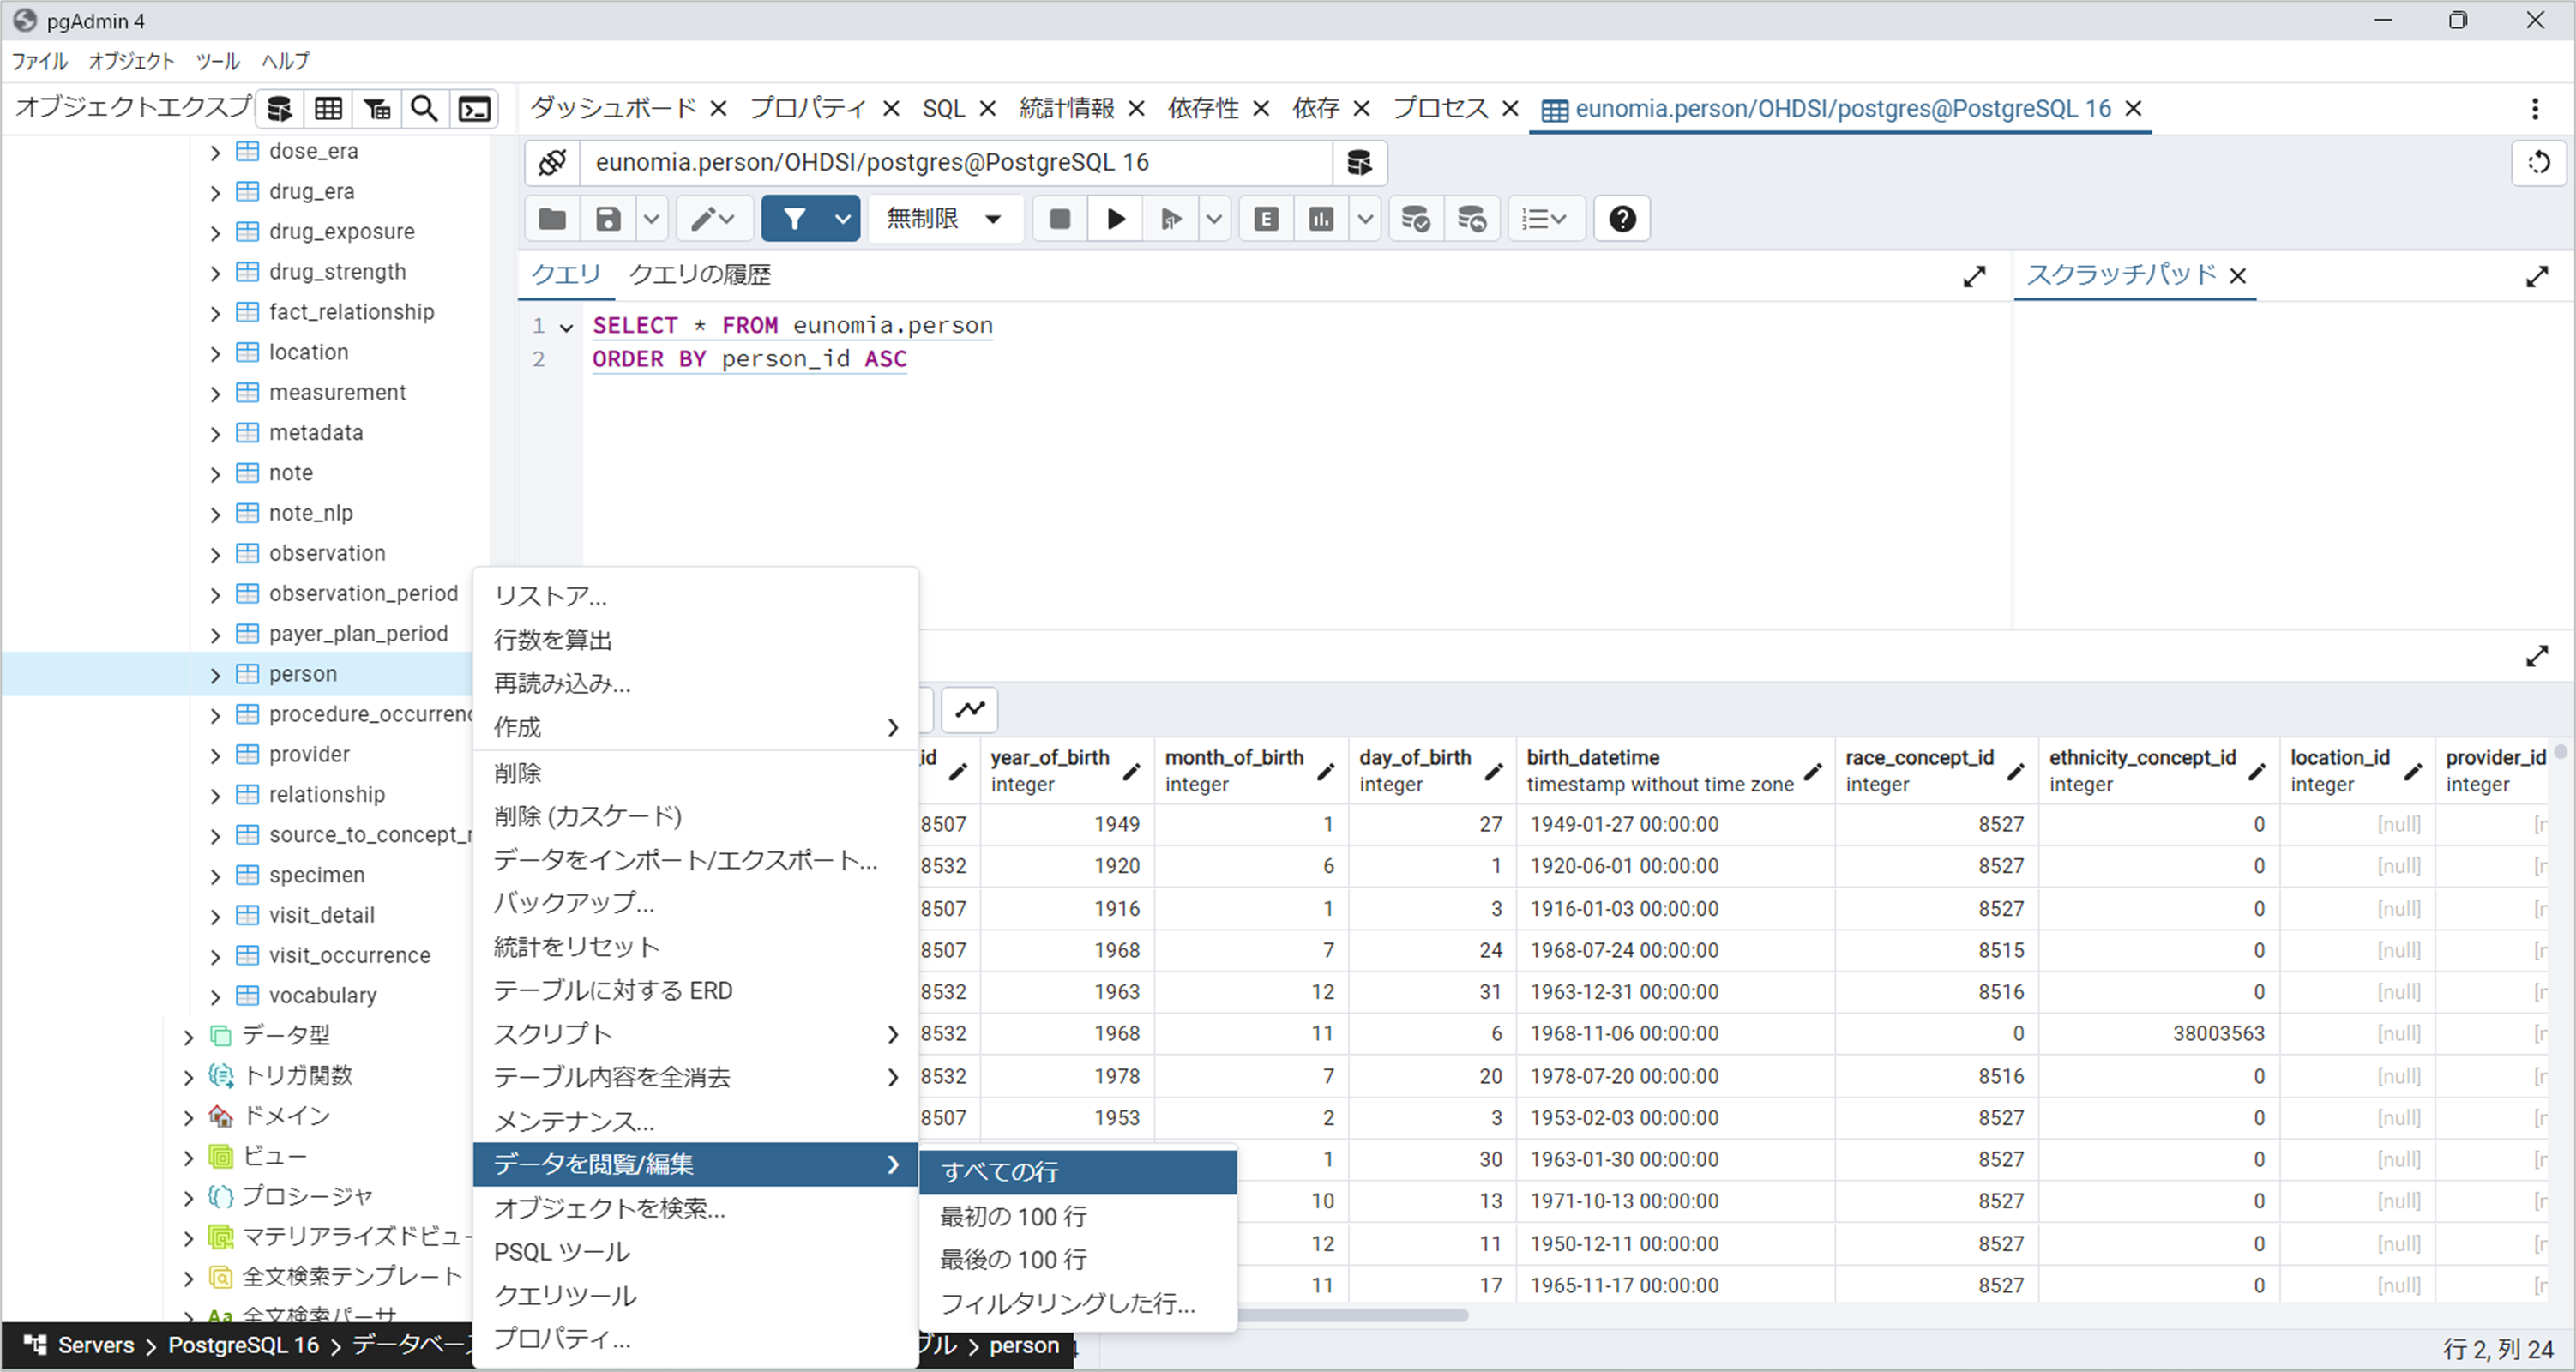 pgAdmin 4
ファイル オブジェクト ツール ヘルプ
オブジェクトエクスプ
ダッシュボード プロパティ SQL 統計情報 依存性 依存 プロセス eunomia.person/OHDSI/postgres@PostgreSQL 16
eunomia.person/OHDSI/postgres@PostgreSQL 16
無制限
E
クエリ クエリの履歴
スクラッチパッド
1 SELECT * FROM eunomia.person
2 ORDER BY person_id ASC
dose_era
drug_era
drug_exposure
drug_strength
fact_relationship
location
measurement
metadata
note
note_nlp
observation
observation_period
payer_plan_period
person
procedure_occurrenc
provider
relationship
source_to_concept_r
specimen
visit_detail
visit_occurrence
vocabulary
データ型
トリガ関数
ドメイン
ビュー
プロシージャ
マテリアライズドビュー
全文検索テンプレート
Aa 全文検索パーサ
リストア...
行数を算出
再読み込み...
作成
削除
削除 (カスケード)
データをインポート/エクスポート...
バックアップ...
統計をリセット
テーブルに対する ERD
スクリプト
テーブル内容を全消去
メンテナンス...
データを閲覧/編集
オブジェクトを検索...
PSQL ツール
クエリツール
プロパティ...
すべての行
最初の 100 行
最後の 100 行
フィルタリングした行...
id year_of_birth month_of_birth day_of_birth birth_datetime race_concept_id ethnicity_concept_id location_id provider_id
integer integer integer timestamp without time zone integer integer integer integer
8507 1949 1 27 1949-01-27 00:00:00 8527 0 [null] [n
8532 1920 6 1 1920-06-01 00:00:00 8527 0 [null] [n
8507 1916 1 3 1916-01-03 00:00:00 8527 0 [null] [n
8507 1968 7 24 1968-07-24 00:00:00 8515 0 [null] [n
8532 1963 12 31 1963-12-31 00:00:00 8516 0 [null] [n
8532 1968 11 6 1968-11-06 00:00:00 0 38003563 [null] [n
8532 1978 7 20 1978-07-20 00:00:00 8516 0 [null] [n
8507 1953 2 3 1953-02-03 00:00:00 8527 0 [null] [n
1 30 1963-01-30 00:00:00 8527 0 [null] [n
10 13 1971-10-13 00:00:00 8527 0 [null] [n
12 11 1950-12-11 00:00:00 8527 0 [null] [n
11 17 1965-11-17 00:00:00 8527 0 [null] [n
Servers PostgreSQL 16 データベース ブル person
行 2, 列 24